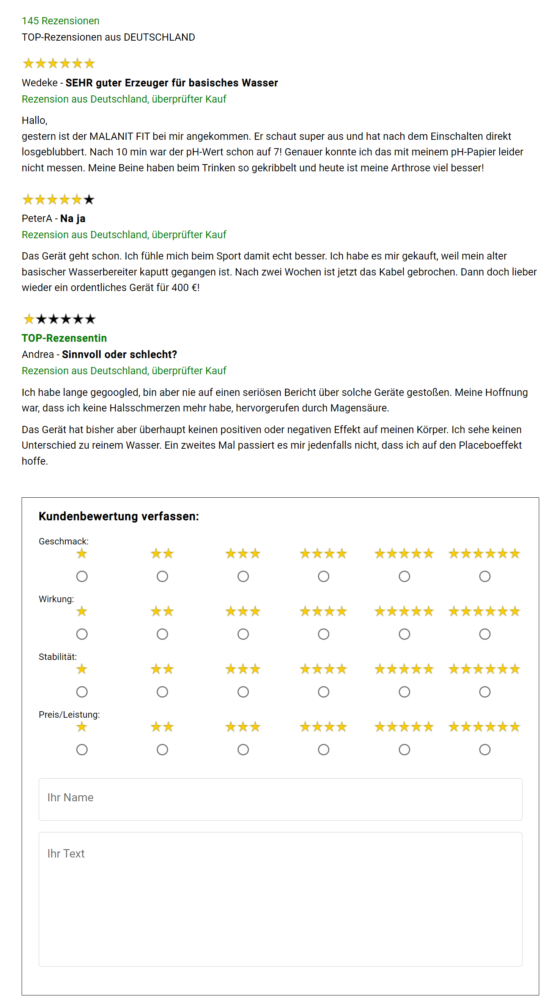 145 Rezensionen
TOP-Rezensionen aus DEUTSCHLAND
Wedeke - SEHR guter Erzeuger für basisches Wasser
Rezension aus Deutschland, überprüfter Kauf
Hallo,
gestern ist der MALANIT FIT bei mir angekommen. Er schaut super aus und hat nach dem Einschalten direkt
losgeblubbert. Nach 10 min war der pH-Wert schon auf 7! Genauer konnte ich das mit meinem pH-Papier leider
nicht messen. Meine Beine haben beim Trinken so gekribbelt und heute ist meine Arthrose viel besser!
PeterA - Na ja
Rezension aus Deutschland, überprüfter Kauf
Das Gerät geht schon. Ich fühle mich beim Sport damit echt besser. Ich habe es mir gekauft, weil mein alter
basischer Wasserbereiter kaputt gegangen ist. Nach zwei Wochen ist jetzt das Kabel gebrochen. Dann doch lieber
wieder ein ordentliches Gerät für 400 €!
TOP-Rezensentin
Andrea - Sinnvoll oder schlecht?
Rezension aus Deutschland, überprüfter Kauf
Ich habe lange gegoogled, bin aber nie auf einen seriösen Bericht über solche Geräte gestoßen. Meine Hoffnung
war, dass ich keine Halsschmerzen mehr habe, hervorgerufen durch Magensäure.
Das Gerät hat bisher aber überhaupt keinen positiven oder negativen Effekt auf meinen Körper. Ich sehe keinen
Unterschied zu reinem Wasser. Ein zweites Mal passiert es mir jedenfalls nicht, dass ich auf den Placeboeffekt
hoffe.
Kundenbewertung verfassen:
Geschmack:
Wirkung:
Stabilität:
Preis/Leistung:
Ihr Name
Ihr Text